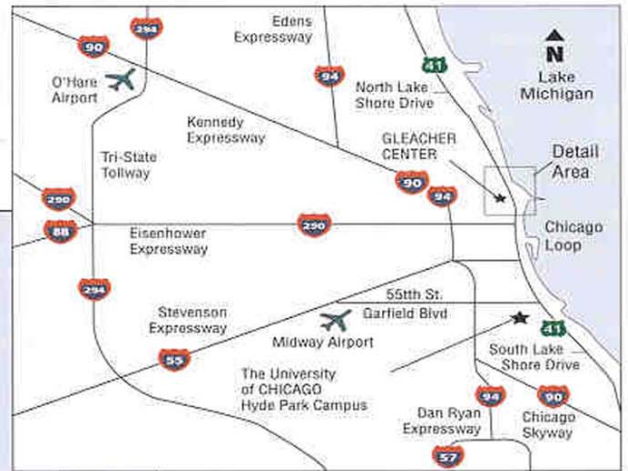 294
Edens
Expressway
90
41
N
Lake
Michigan
O'Hare
Airport
94
North Lake
Shore Drive
Kennedy
Expressway
GLEACHER
CENTER
Detail
Area
Tri-State
Tollway
90
94
290
88
290
Eisenhower
Expressway
Chicago
Loop
294
55tth St.
Garfield Blvd
Stevenson
Expressway
Midway Airport
41
South Lake
Shore Drive
55
The University
of CHICAGO
Hyde Park Campus
94
90
Dan Ryan
Expressway
Chicago
Skyway
57